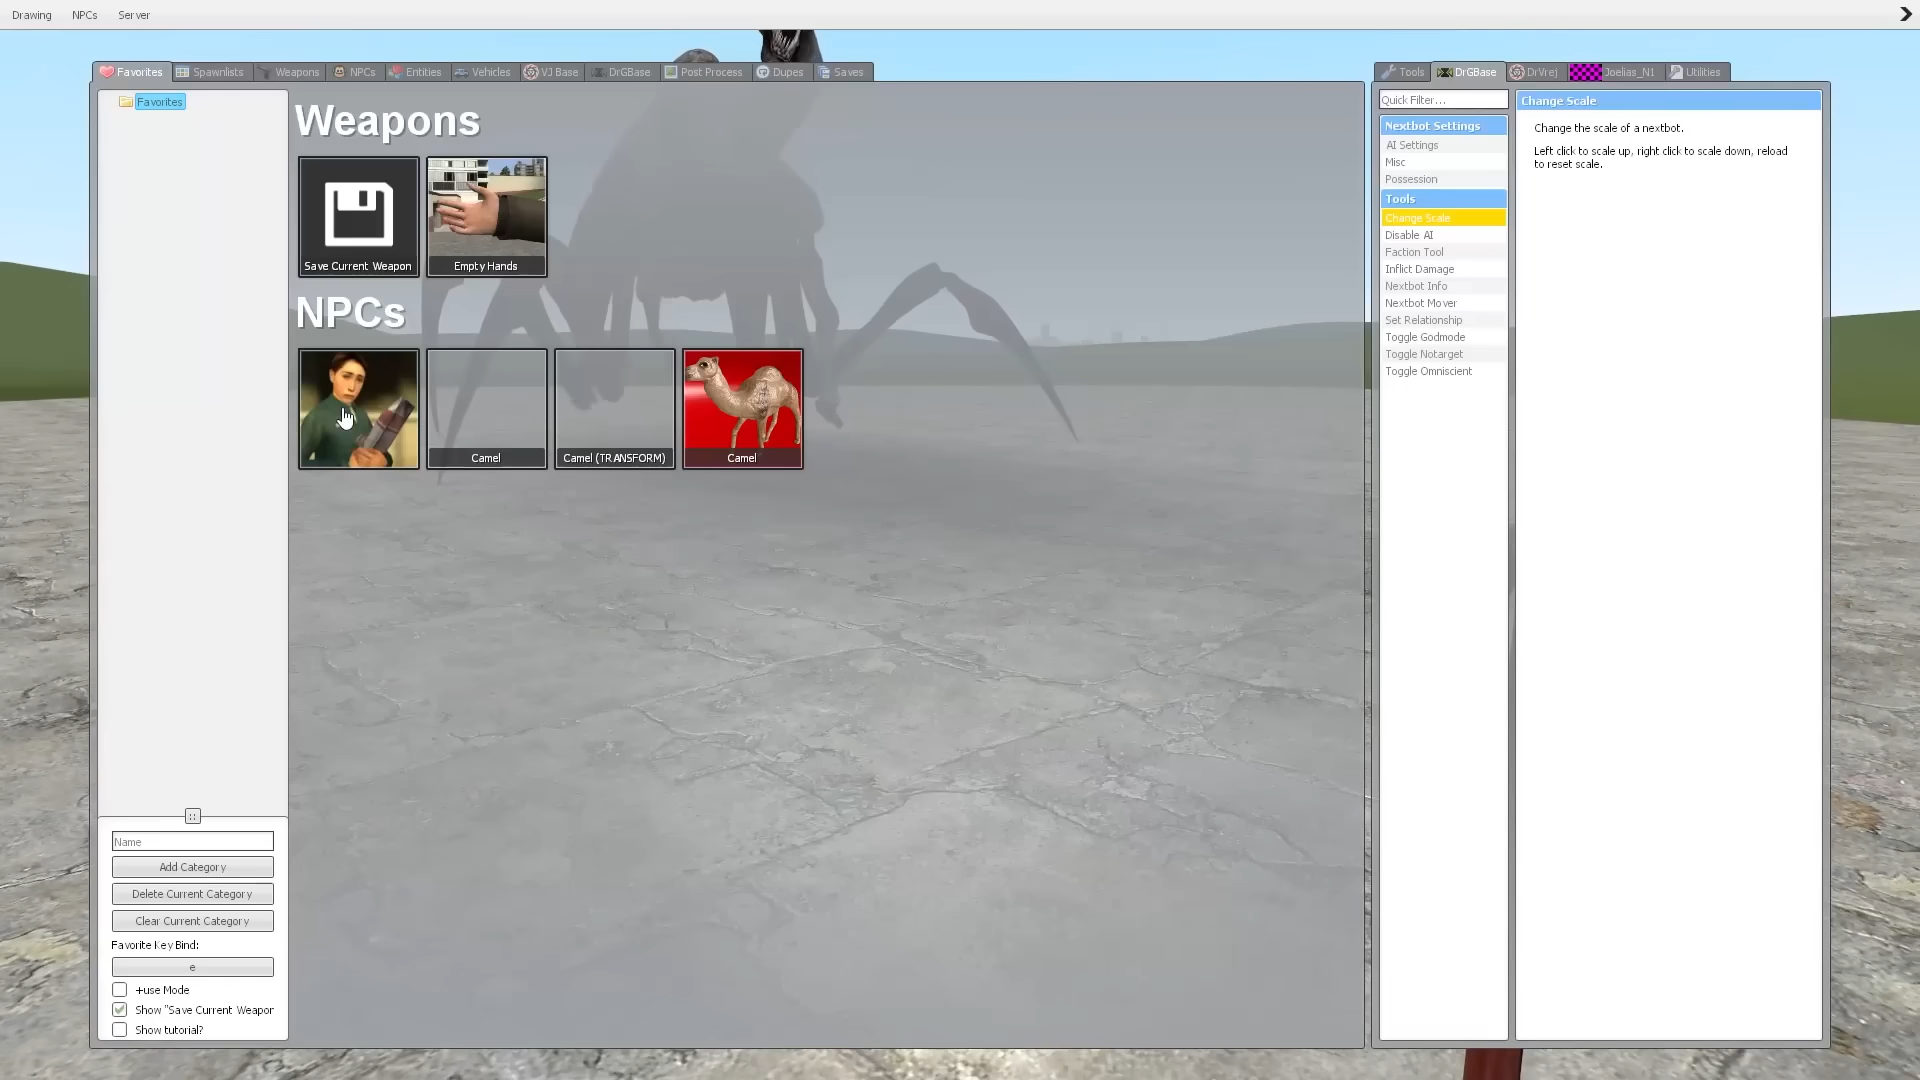 Drawing NPCs Server
Favorites Spawnlists Weapons NPCs Entities Vehicles VJ Base DrGBase Post Process Dupes Saves
Favorites
Weapons
Save Current Weapon
Empty Hands
NPCs
Camel
Camel (TRANSFORM)
Camel
Name
Add Category
Delete Current Category
Clear Current Category
Favorite Key Bind:
e
+use Mode
Show "Save Current Weapor
Show tutorial?
Tools DrGBase DrVrej Joelias_N1 Utilities
Quick Filter...
Nextbot Settings
AI Settings
Misc
Possession
Tools
Change Scale
Disable AI
Faction Tool
Inflict Damage
Nextbot Info
Nextbot Mover
Set Relationship
Toggle Godmode
Toggle Notarget
Toggle Omniscient
Change Scale
Change the scale of a nextbot.
Left click to scale up, right click to scale down, reload
to reset scale.